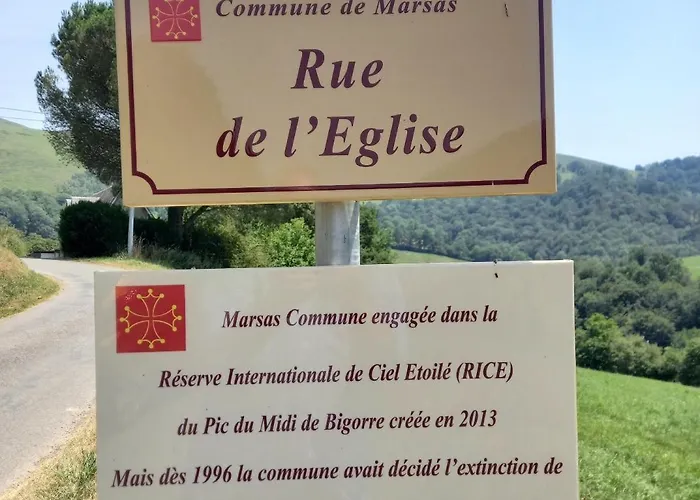 Commune de Marsas
Rue
de l'Eglise
Marsas Commune engagée dans la
Réserve Internationale de Ciel Etoilé (RICE)
du Pic du Midi de Bigorre créée en 2013
Mais dès 1996 la commune avait décidé l'extinction de